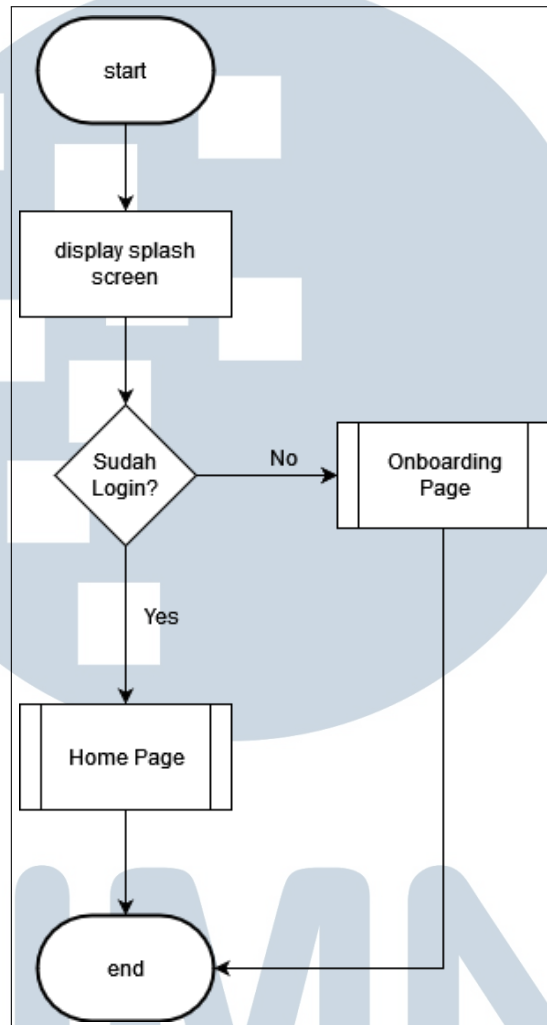 start
display splash
screen
Sudah
Login?
No
Onboarding
Page
Yes
Home Page
end